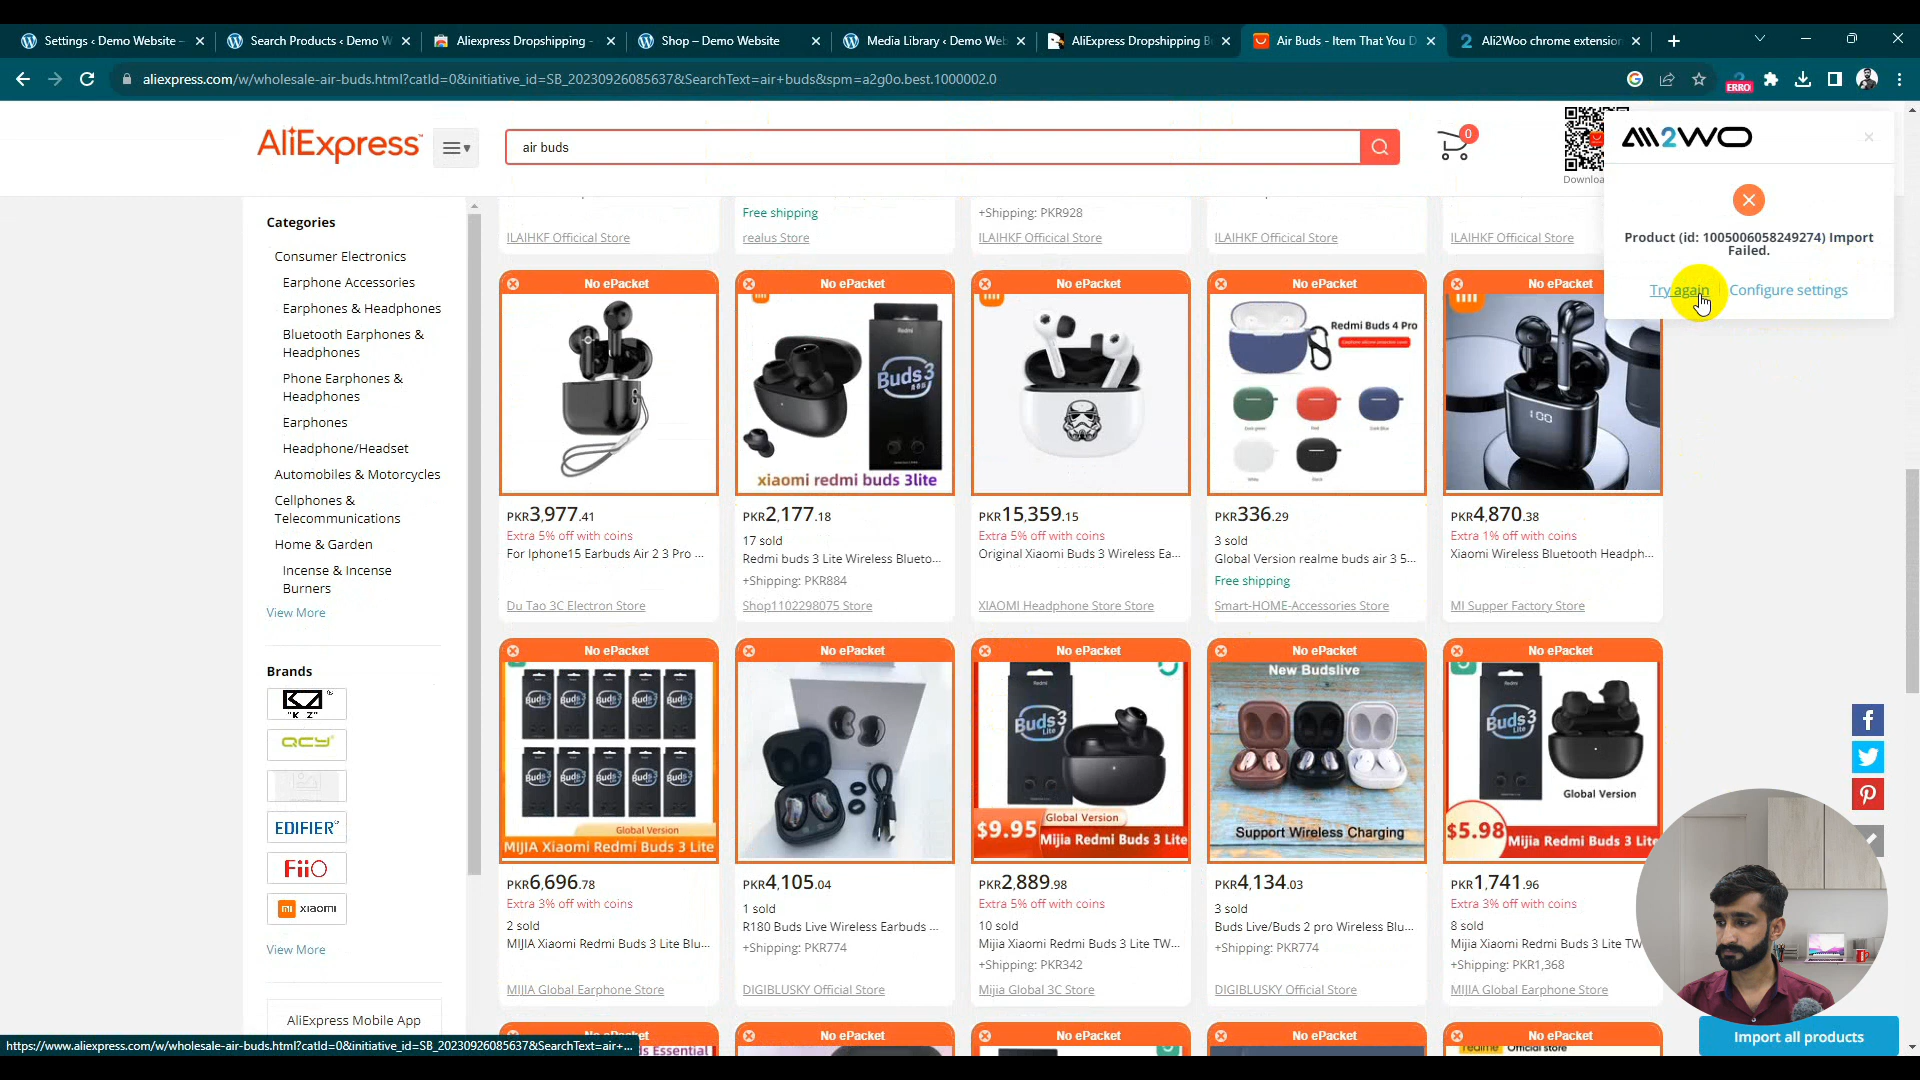 Settings ‹ Demo Website –
Search Products ‹ Demo W
Aliexpress Dropshipping -
Shop – Demo Website
Media Library ‹ Demo Web
AliExpress Dropshipping B
Air Buds - Item That You D
Ali2Woo chrome extension
aliexpress.com/w/wholesale-air-buds.html?catId=0&initiative_id=SB_20230926085637&SearchText=air+buds&spm=a2g0o.best.1000002.0
ERRO
AliExpress
air buds
0
Downloa
Ali2WO
Product (id: 1005006058249274) Import
Failed.
Try again
Configure settings
Categories
Consumer Electronics
Earphone Accessories
Earphones & Headphones
Bluetooth Earphones &
Headphones
Phone Earphones &
Headphones
Earphones
Headphone/Headset
Automobiles & Motorcycles
Cellphones &
Telecommunications
Home & Garden
Incense & Incense
Burners
View More
Brands
"K Z"
QCY
EDIFIER
FiiO
mi xiaomi
View More
AliExpress Mobile App
ILAIHKF Officical Store
Free shipping
realus Store
+Shipping: PKR928
ILAIHKF Officical Store
ILAIHKF Officical Store
ILAIHKF Officical Store
No ePacket
No ePacket
No ePacket
No ePacket
No ePacket
Redmi
Buds3
xiaomi redmi buds 3lite
Redmi Buds 4 Pro
100
PKR3,977.41
Extra 5% off with coins
For Iphone15 Earbuds Air 2 3 Pro ...
Du Tao 3C Electron Store
PKR2,177.18
17 sold
Redmi buds 3 Lite Wireless Blueto...
+Shipping: PKR884
Shop1102298075 Store
PKR15,359.15
Extra 5% off with coins
Original Xiaomi Buds 3 Wireless Ea...
XIAOMI Headphone Store Store
PKR336.29
3 sold
Global Version realme buds air 3 5...
Free shipping
Smart-HOME-Accessories Store
PKR4,870.38
Extra 1% off with coins
Xiaomi Wireless Bluetooth Headph...
MI Supper Factory Store
No ePacket
No ePacket
No ePacket
No ePacket
No ePacket
Global Version
MIJIA Xiaomi Redmi Buds 3 Lite
Buds3
Lite
Global Version
$9.95
Mijia Redmi Buds 3 Lite
New Budslive
Support Wireless Charging
Buds3
Lite
Global Version
$5.98
Mijia Redmi Buds 3 Lite
PKR6,696.78
Extra 3% off with coins
2 sold
MIJIA Xiaomi Redmi Buds 3 Lite Blu...
MIJIA Global Earphone Store
PKR4,105.04
1 sold
R180 Buds Live Wireless Earbuds ...
+Shipping: PKR774
DIGIBLUSKY Official Store
PKR2,889.98
Extra 5% off with coins
10 sold
Mijia Xiaomi Redmi Buds 3 Lite TW...
+Shipping: PKR342
Mijia Global 3C Store
PKR4,134.03
3 sold
Buds Live/Buds 2 pro Wireless Blu...
+Shipping: PKR774
DIGIBLUSKY Official Store
PKR1,741.96
Extra 3% off with coins
8 sold
Mijia Xiaomi Redmi Buds 3 Lite TW
+Shipping: PKR1,368
MIJIA Global Earphone Store
No ePacket
No ePacket
No ePacket
No ePacket
ds Essential
Official store
Import all products
https://www.aliexpress.com/w/wholesale-air-buds.html?catId=0&initiative_id=SB_20230926085637&SearchText=air+...